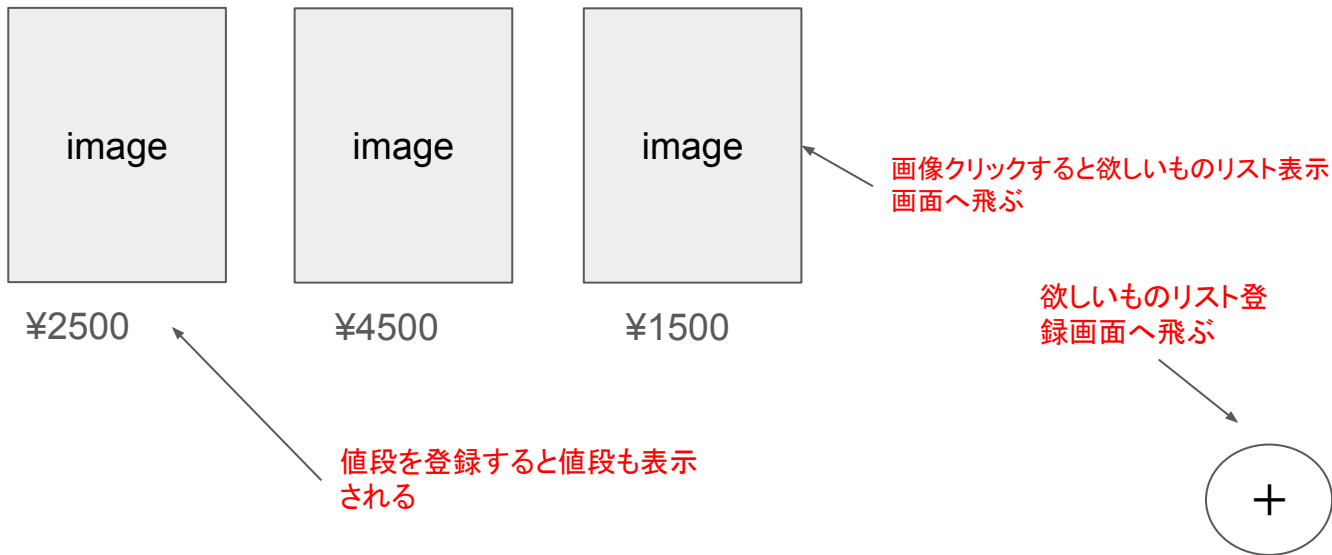 image
image
image
画像クリックすると欲しいものリスト表示
画面へ飛ぶ
¥2500
¥4500
¥1500
欲しいものリスト登
録画面へ飛ぶ
値段を登録すると値段も表示
される
+